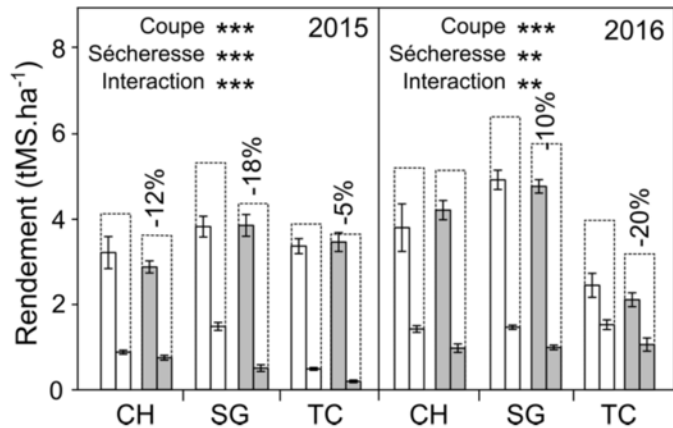 Coupe *** 2015
Sécheresse ***
Interaction ***
Coupe *** 2016
Sécheresse **
Interaction **
Rendement (tMS.ha⁻¹)
8
6
4
2
0
-12%
-18%
-5%
-10%
-20%
CH SG TC CH SG TC